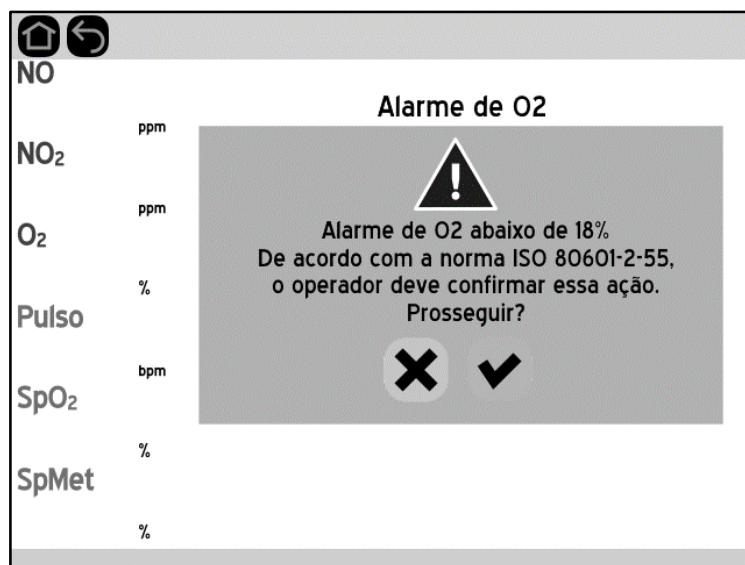 NO
ppm
NO₂
ppm
O₂
%
Pulso
bpm
SpO₂
%
SpMet
%
Alarme de O2
Alarme de O2 abaixo de 18%
De acordo com a norma ISO 80601-2-55,
o operador deve confirmar essa ação.
Prosseguir?